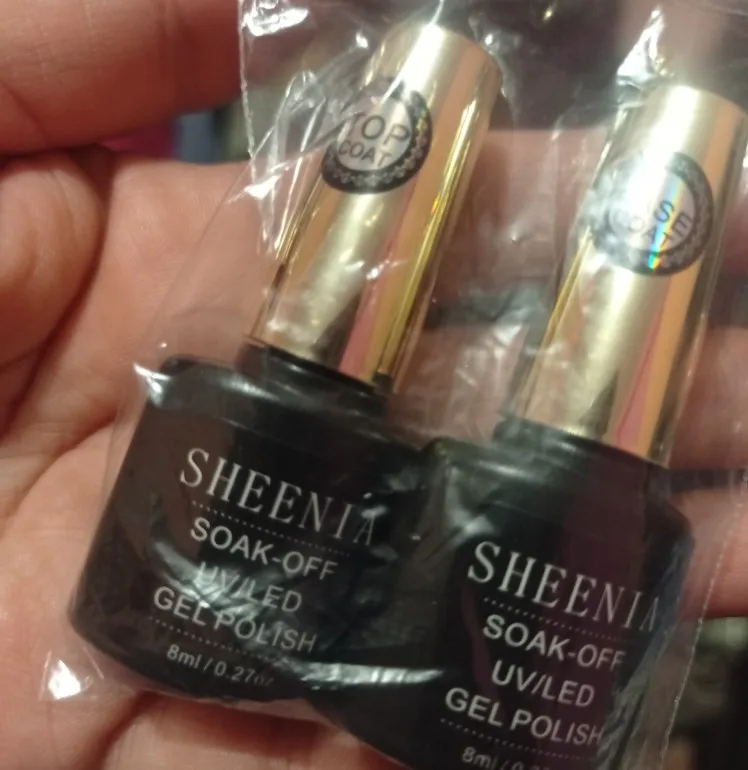 TOP
COAT
SHEENIA
SOAK-OFF
UV/LED
GEL POLISH
8ml / 0.27oz
COAT
SHEENIA
SOAK-OFF
UV/LED
GEL POLISH
8ml /